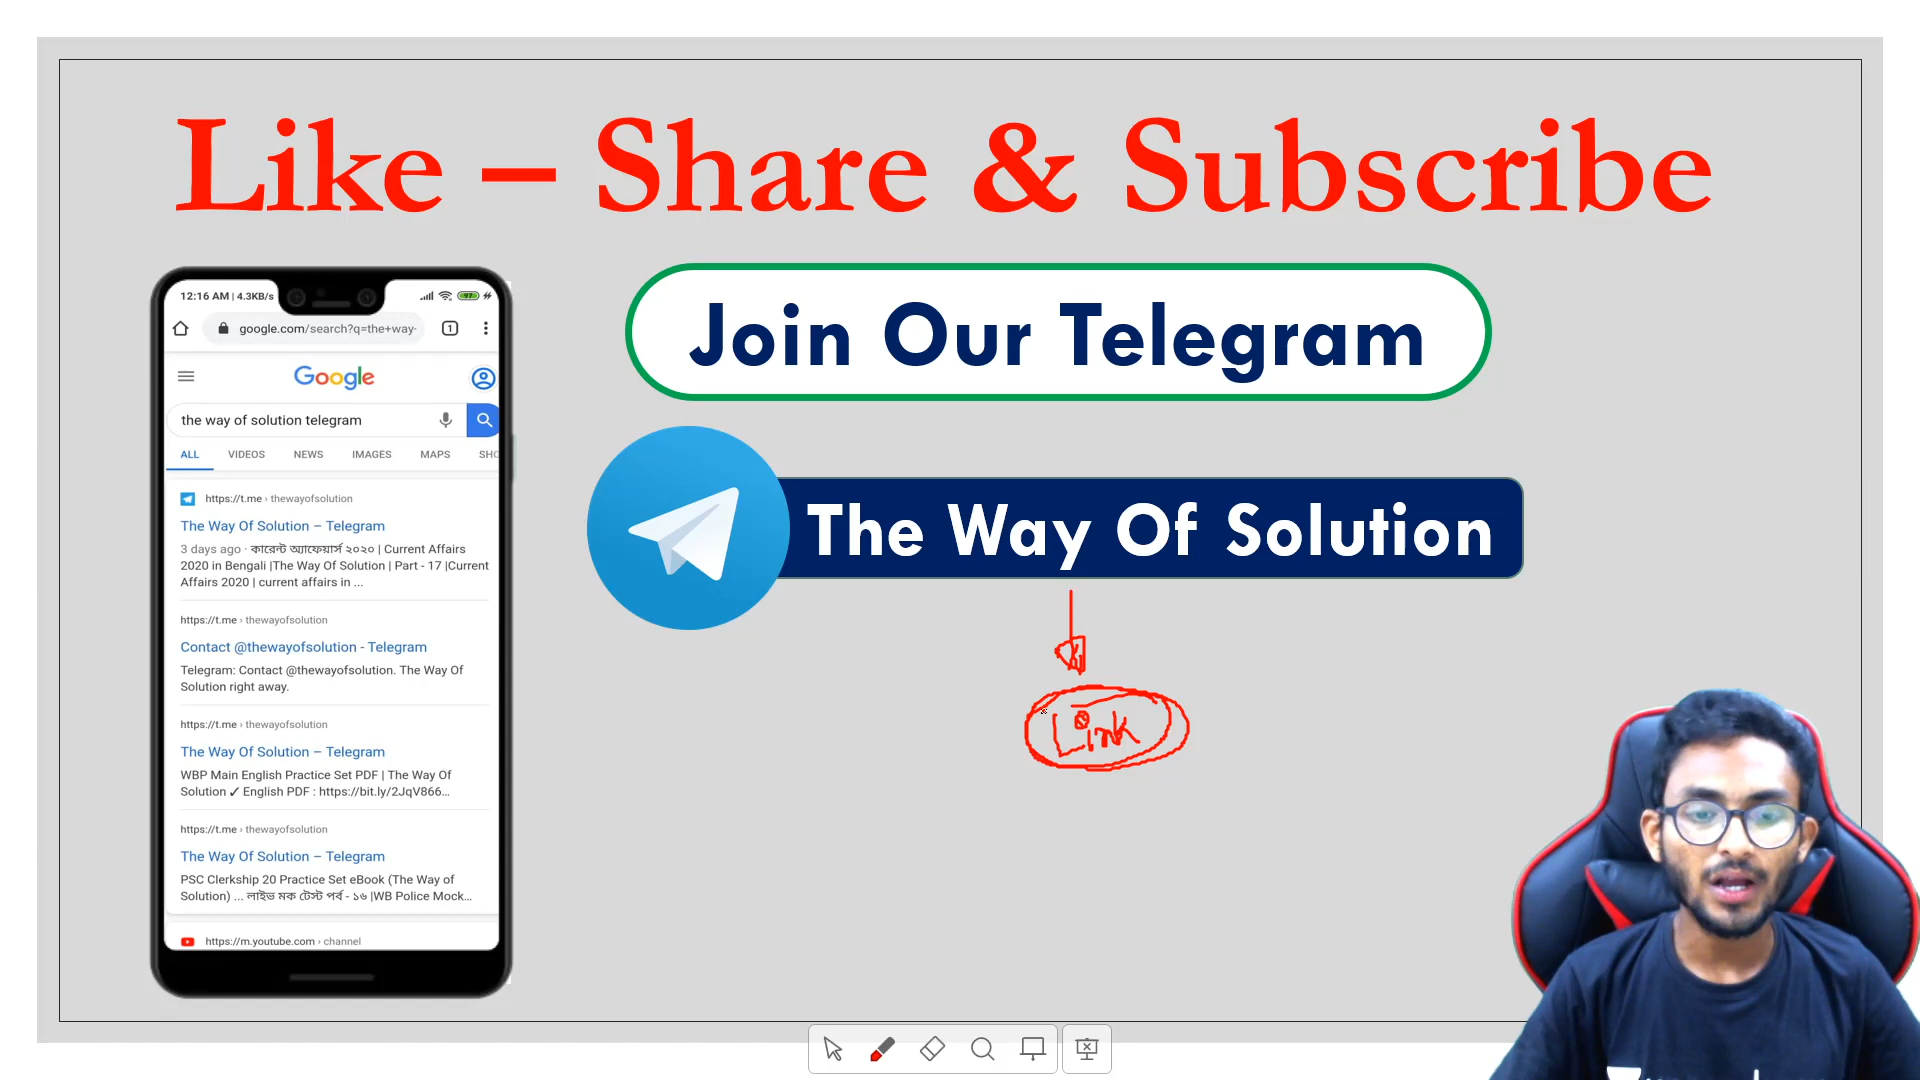 Like – Share & Subscribe
Join Our Telegram
The Way Of Solution
Link
12:16 AM | 4.3KB/s
97
google.com/search?q=the+way-
1
Google
the way of solution telegram
ALL VIDEOS NEWS IMAGES MAPS SHO
https://t.me › thewayofsolution
The Way Of Solution – Telegram
3 days ago · কারেন্ট অ্যাফেয়ার্স ২০২০ | Current Affairs
2020 in Bengali |The Way Of Solution | Part - 17 |Current
Affairs 2020 | current affairs in ...
https://t.me › thewayofsolution
Contact @thewayofsolution - Telegram
Telegram: Contact @thewayofsolution. The Way Of
Solution right away.
https://t.me › thewayofsolution
The Way Of Solution – Telegram
WBP Main English Practice Set PDF | The Way Of
Solution ✓ English PDF : https://bit.ly/2JqV866...
https://t.me › thewayofsolution
The Way Of Solution – Telegram
PSC Clerkship 20 Practice Set eBook (The Way of
Solution) ... লাইভ মক টেস্ট পর্ব - ১৬ |WB Police Mock...
https://m.youtube.com › channel